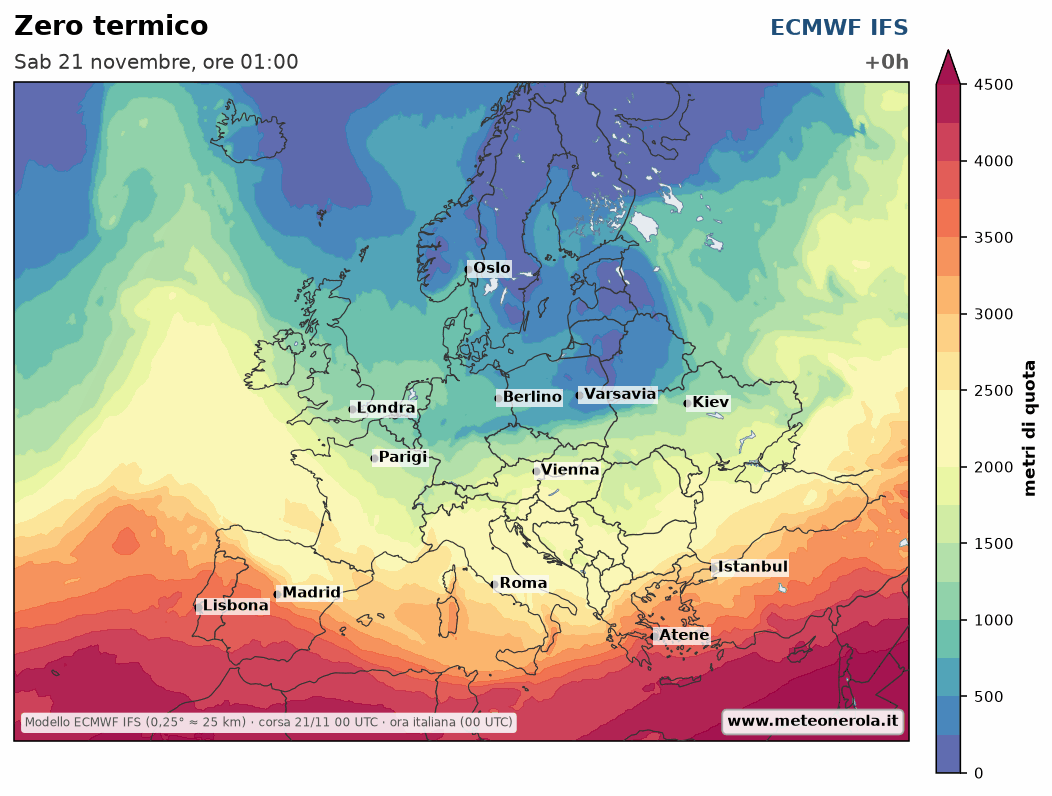 Zero termico
ECMWF IFS
Sab 21 novembre, ore 01:00
+0h
4500
4000
3500
3000
2500
2000
1500
1000
500
0
metri di quota
Oslo
Londra
Berlino
Varsavia
Kiev
Parigi
Vienna
Istanbul
Roma
Madrid
Lisbona
Atene
Modello ECMWF IFS (0,25° ≈ 25 km) · corsa 21/11 00 UTC · ora italiana (00 UTC)
www.meteonerola.it